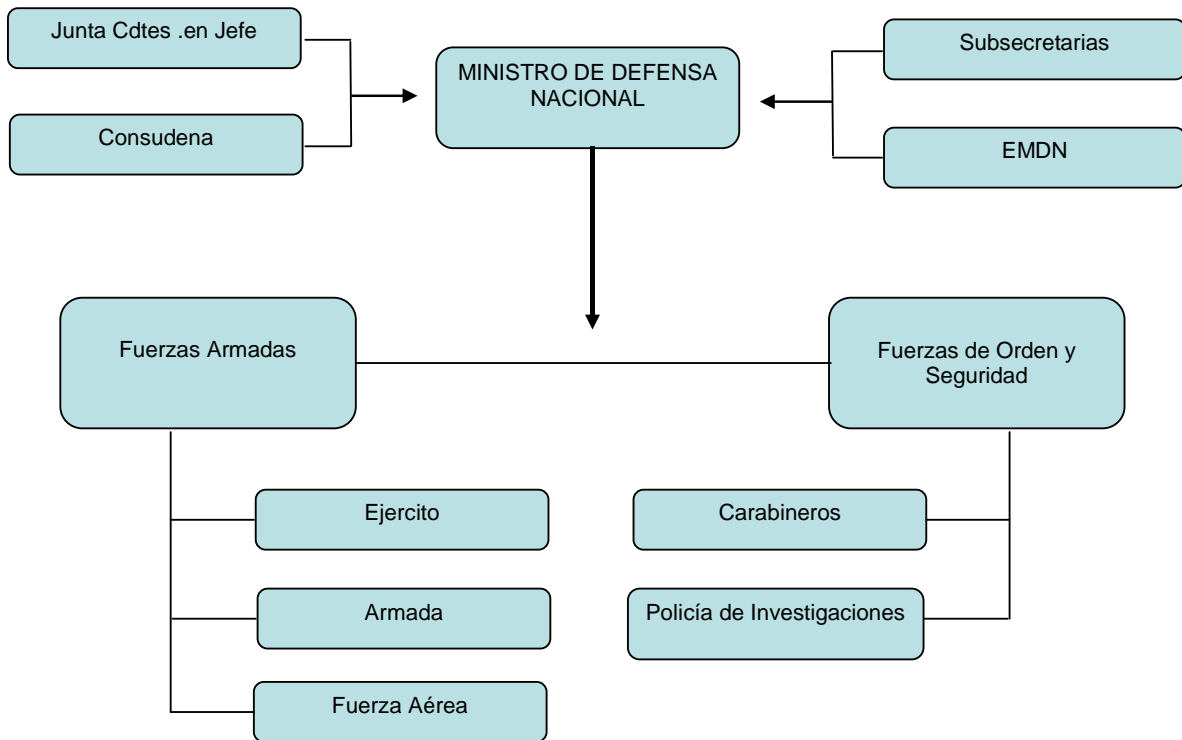 Junta Cdtes .en Jefe
Consudena
MINISTRO DE DEFENSA
NACIONAL
Subsecretarias
EMDN
Fuerzas Armadas
Fuerzas de Orden y
Seguridad
Ejercito
Armada
Fuerza Aérea
Carabineros
Policía de Investigaciones